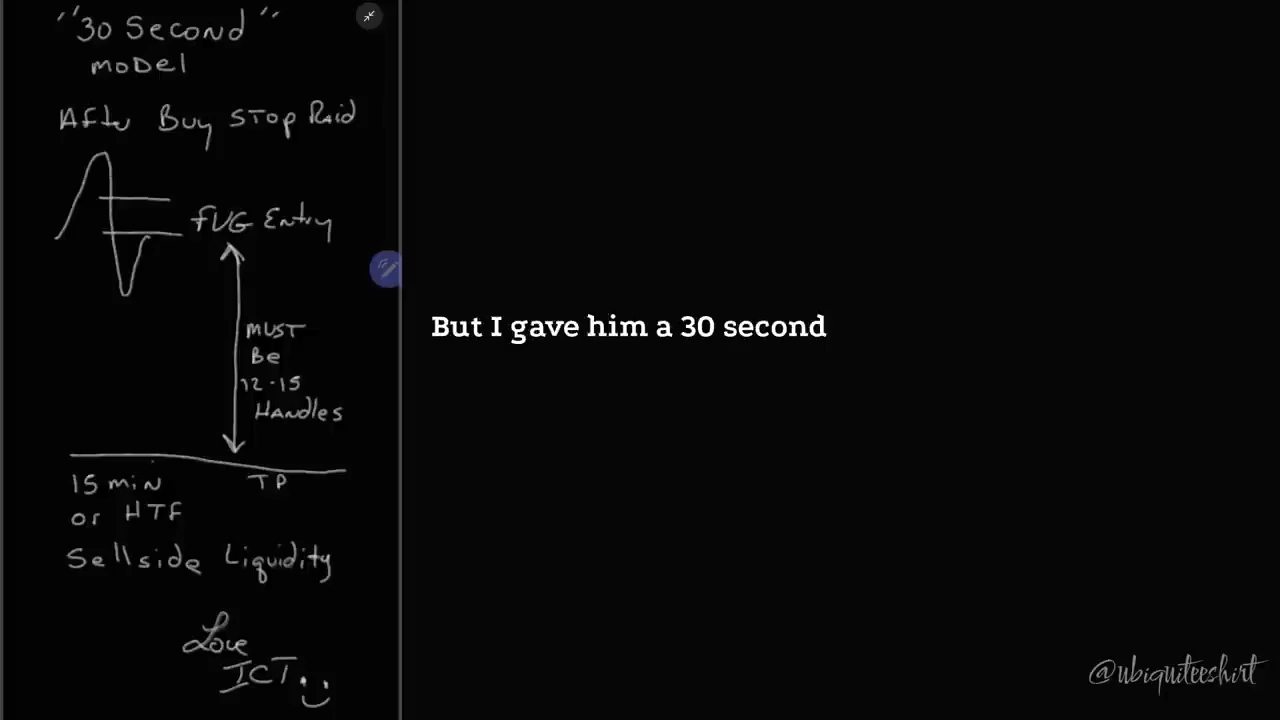 "30 Second"
MODEl
After Buy STop Raid
FVG Entry
MUST
Be
12-15
HANdles
15 min
TP
or HTF
Sellside Liquidity
Love
ICT
But I gave him a 30 second
@ubiquiteeshirt